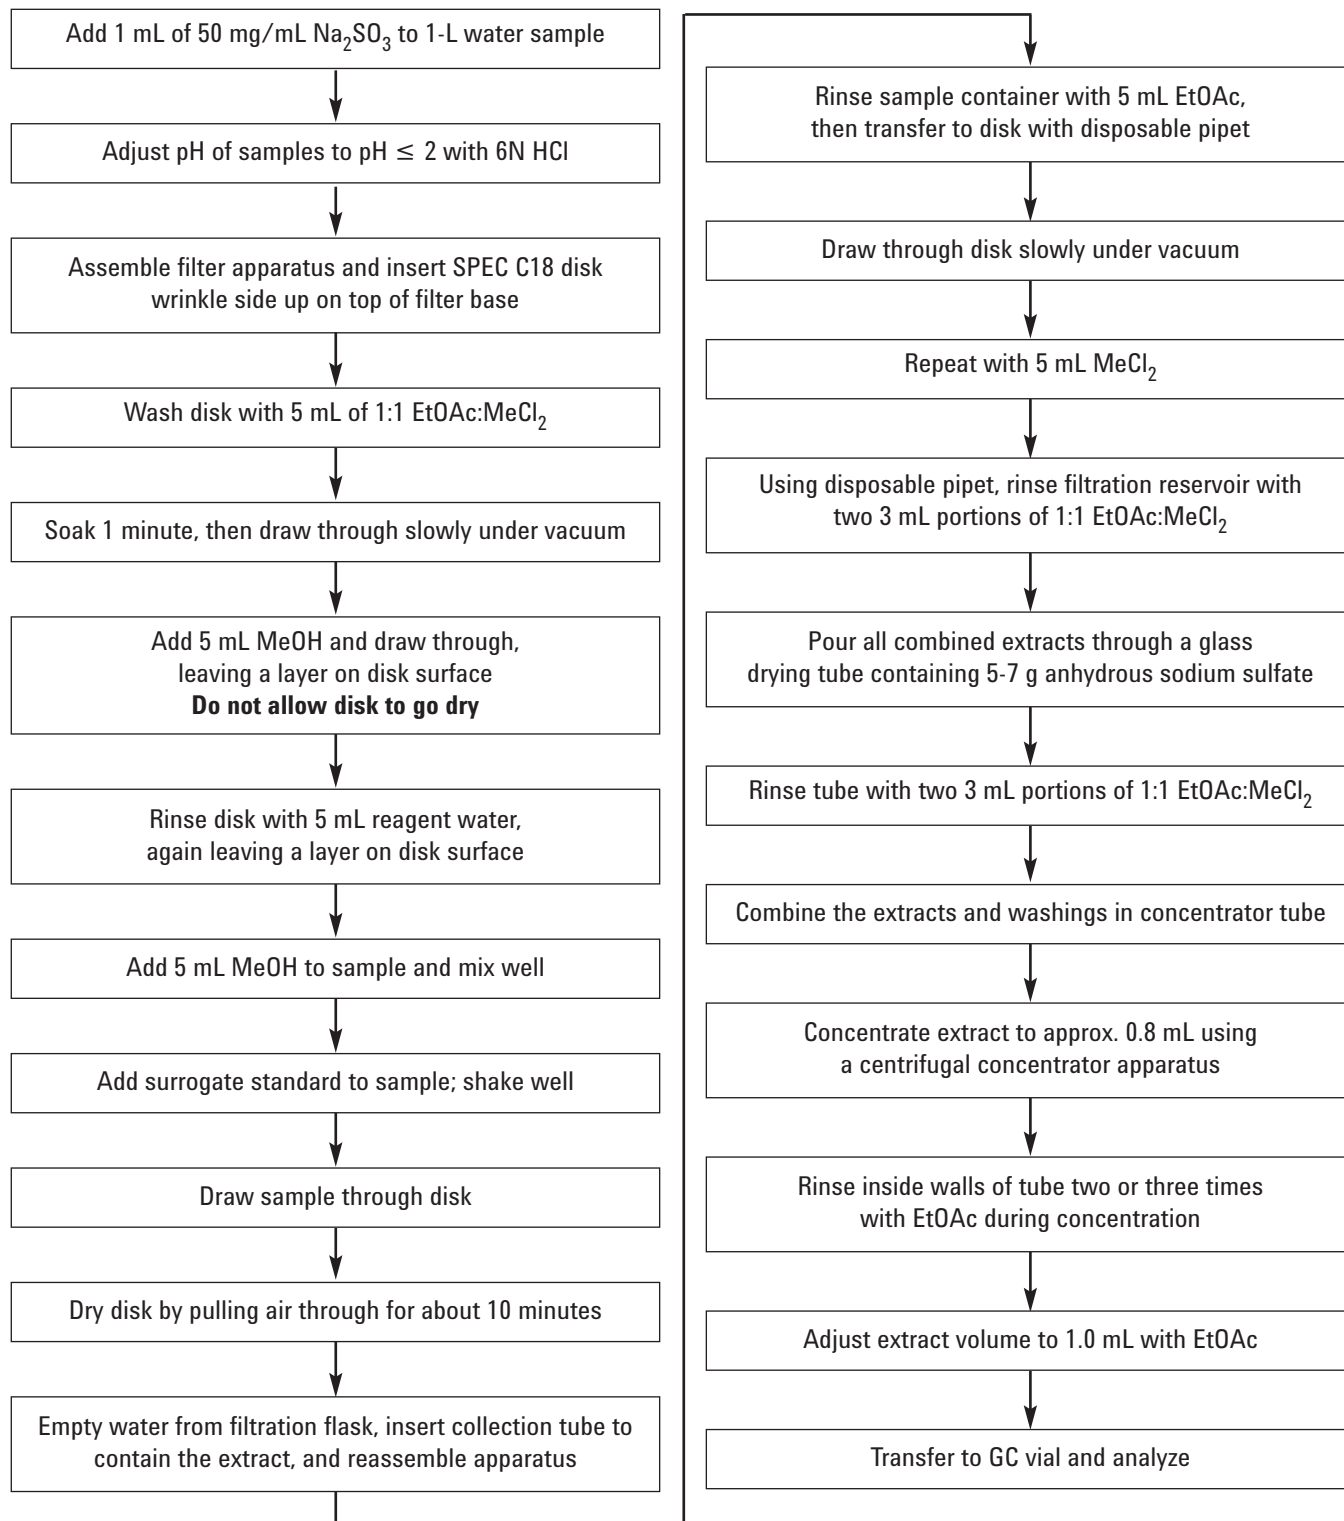 Add 1 mL of 50 mg/mL Na₂SO₃ to 1-L water sample
Adjust pH of samples to pH ≤ 2 with 6N HCl
Assemble filter apparatus and insert SPEC C18 disk
wrinkle side up on top of filter base
Wash disk with 5 mL of 1:1 EtOAc:MeCl₂
Soak 1 minute, then draw through slowly under vacuum
Add 5 mL MeOH and draw through,
leaving a layer on disk surface
Do not allow disk to go dry
Rinse disk with 5 mL reagent water,
again leaving a layer on disk surface
Add 5 mL MeOH to sample and mix well
Add surrogate standard to sample; shake well
Draw sample through disk
Dry disk by pulling air through for about 10 minutes
Empty water from filtration flask, insert collection tube to
contain the extract, and reassemble apparatus
Rinse sample container with 5 mL EtOAc,
then transfer to disk with disposable pipet
Draw through disk slowly under vacuum
Repeat with 5 mL MeCl₂
Using disposable pipet, rinse filtration reservoir with
two 3 mL portions of 1:1 EtOAc:MeCl₂
Pour all combined extracts through a glass
drying tube containing 5-7 g anhydrous sodium sulfate
Rinse tube with two 3 mL portions of 1:1 EtOAc:MeCl₂
Combine the extracts and washings in concentrator tube
Concentrate extract to approx. 0.8 mL using
a centrifugal concentrator apparatus
Rinse inside walls of tube two or three times
with EtOAc during concentration
Adjust extract volume to 1.0 mL with EtOAc
Transfer to GC vial and analyze